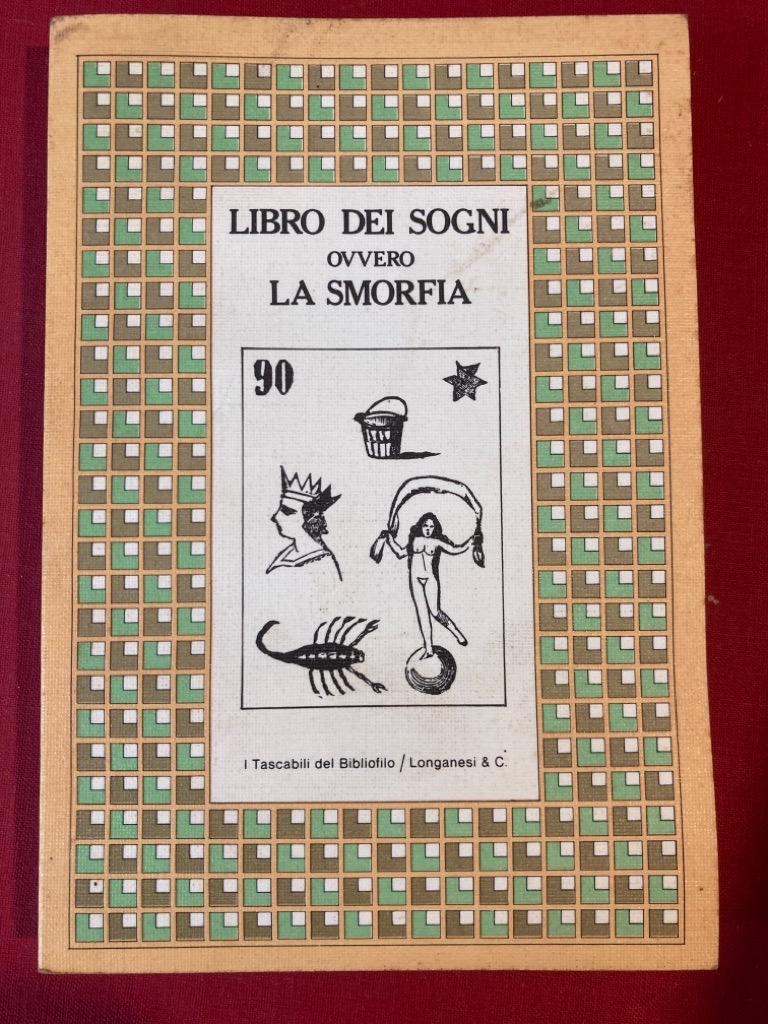 LIBRO DEI SOGNI
OVVERO
LA SMORFIA
90
I Tascabili del Bibliofilo / Longanesi & C.